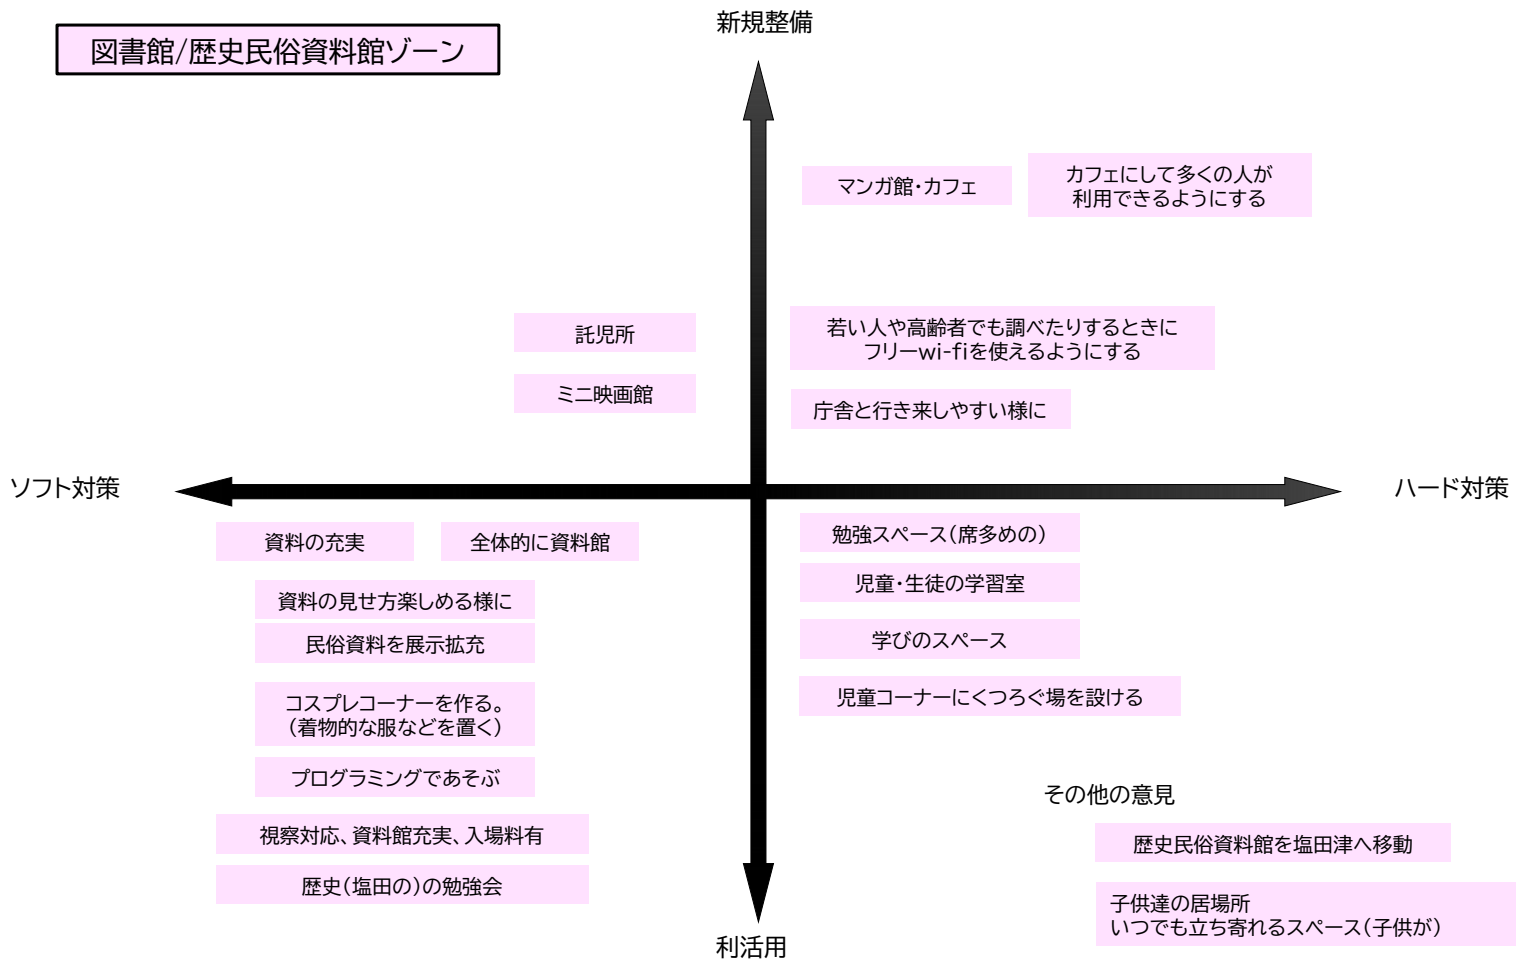 図書館/歴史民俗資料館ゾーン
新規整備
マンガ館・カフェ
カフェにして多くの人が
利用できるようにする
託児所
ミニ映画館
若い人や高齢者でも調べたりするときに
フリーwi-fiを使えるようにする
庁舎と行き来しやすい様に
ソフト対策
ハード対策
資料の充実
全体的に資料館
資料の見せ方楽しめる様に
民俗資料を展示拡充
コスプレコーナーを作る。
（着物的な服などを置く）
プログラミングであそぶ
視察対応、資料館充実、入場料有
歴史（塩田の）の勉強会
勉強スペース（席多めの）
児童・生徒の学習室
学びのスペース
児童コーナーにくつろぐ場を設ける
その他の意見
歴史民俗資料館を塩田津へ移動
子供達の居場所
いつでも立ち寄れるスペース（子供が）
利活用